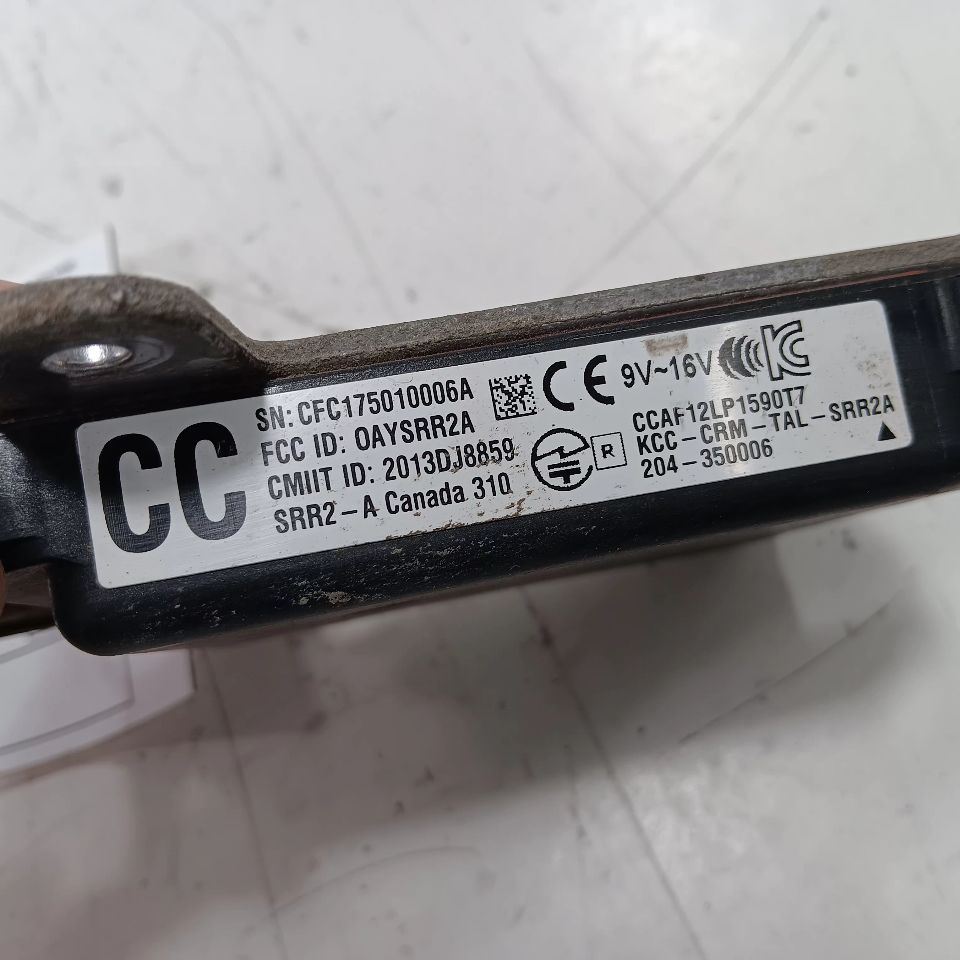 CC
SN: CFC175010006A
FCC ID: OAYSRR2A
CMIIT ID: 2013DJ8859
SRR2-A Canada 310
CE
R
9V~16V
KC
CCAF12LP1590T7
KCC-CRM-TAL-SRR2A
204-350006